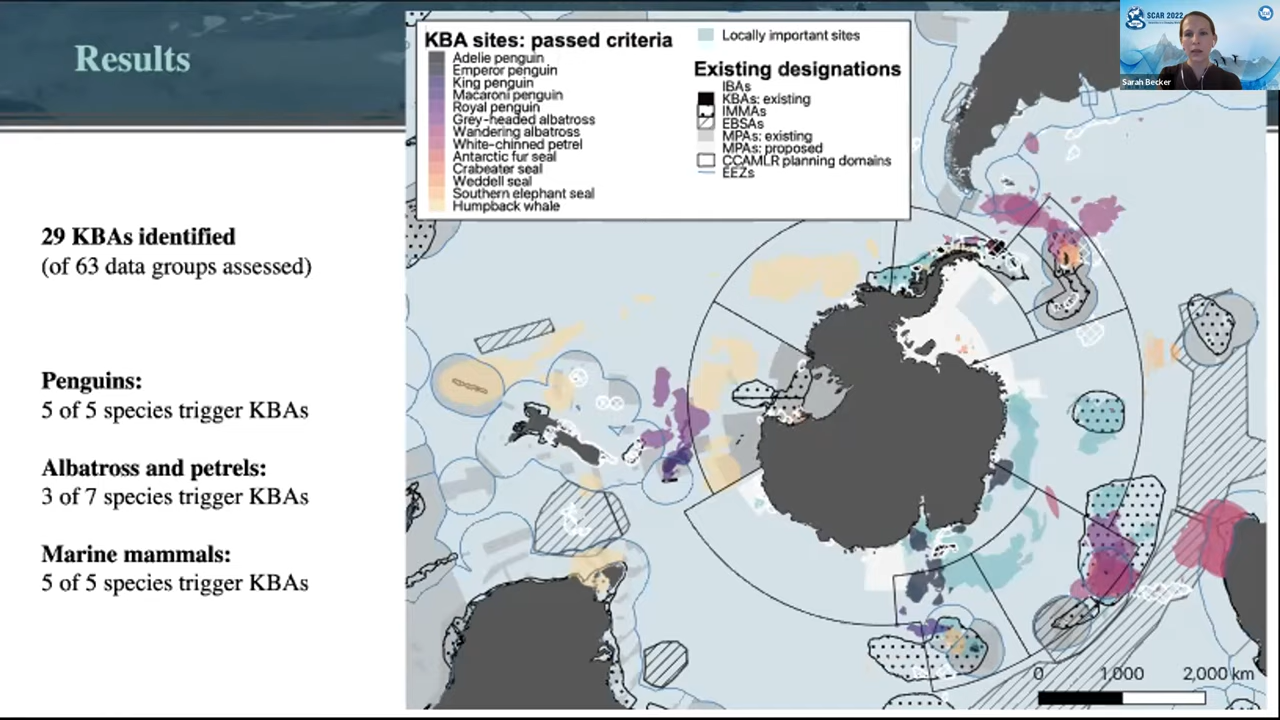 Results
29 KBAs identified
(of 63 data groups assessed)
Penguins:
5 of 5 species trigger KBAs
Albatross and petrels:
3 of 7 species trigger KBAs
Marine mammals:
5 of 5 species trigger KBAs
KBA sites: passed criteria
Adelie penguin
Emperor penguin
King penguin
Macaroni penguin
Royal penguin
Grey-headed albatross
Wandering albatross
White-chinned petrel
Antarctic fur seal
Crabeater seal
Weddell seal
Southern elephant seal
Humpback whale
Locally important sites
Existing designations
IBAs
KBAs: existing
IMMAs
EBSAs
MPAs: existing
MPAs: proposed
CCAMLR planning domains
EEZs
0 1,000 2,000 km
SCAR 2022
Sarah Becker